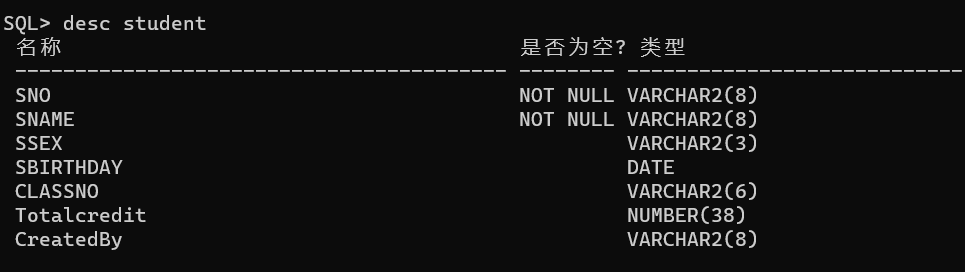 SQL> desc student
名称 是否为空? 类型
----------------------------------------- -------- ----------------------------
SNO NOT NULL VARCHAR2(8)
SNAME NOT NULL VARCHAR2(8)
SSEX VARCHAR2(3)
SBIRTHDAY DATE
CLASSNO VARCHAR2(6)
Totalcredit NUMBER(38)
CreatedBy VARCHAR2(8)